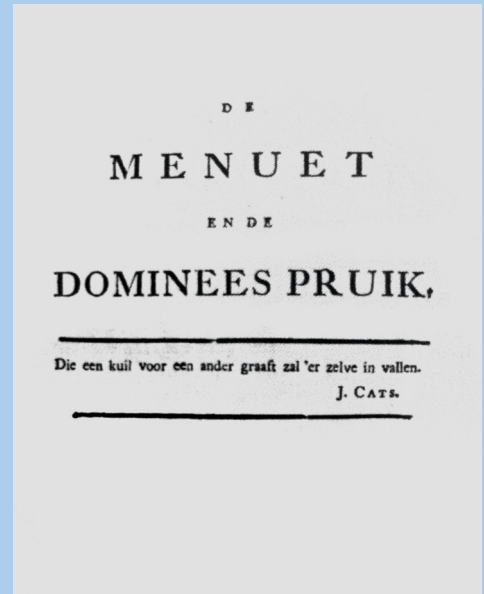 DE
MENUET
EN DE
DOMINEES PRUIK,
Die een kuil voor een ander graaft zal 'er zelve in vallen.
J. CATS.